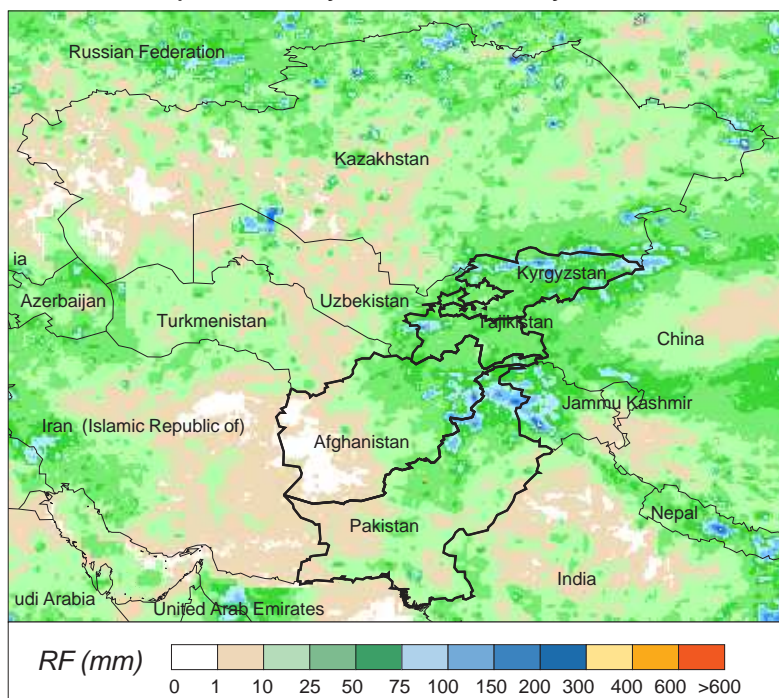 Russian Federation
Kazakhstan
ia
Azerbaijan
Turkmenistan
Uzbekistan
Kyrgyzstan
Tajikistan
China
Iran (Islamic Republic of)
Afghanistan
Jammu Kashmir
Pakistan
Nepal
India
udi Arabia
United Arab Emirates
RF (mm)
0 1 10 25 50 75 100 150 200 300 400 600 >600